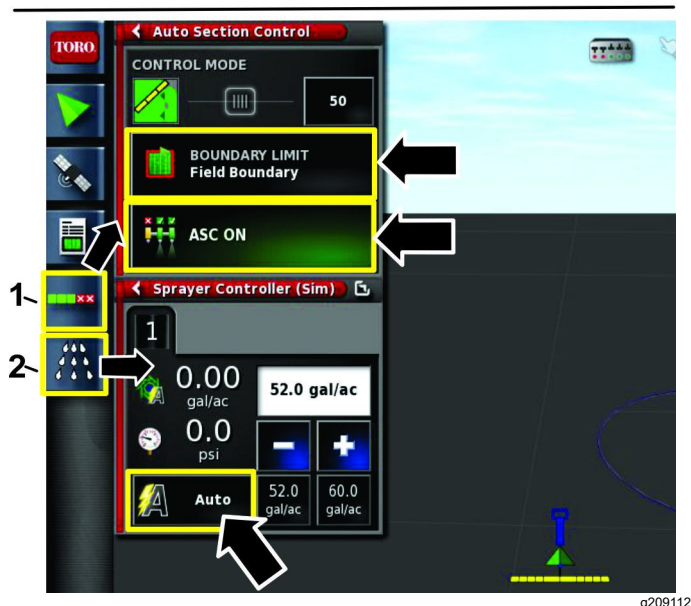 TORO.
Auto Section Control
CONTROL MODE
50
BOUNDARY LIMIT
Field Boundary
ASC ON
1
Sprayer Controller (Sim)
1
2
0.00
gal/ac
52.0 gal/ac
0.0
psi
- +
A Auto
52.0
gal/ac
60.0
gal/ac
g209112